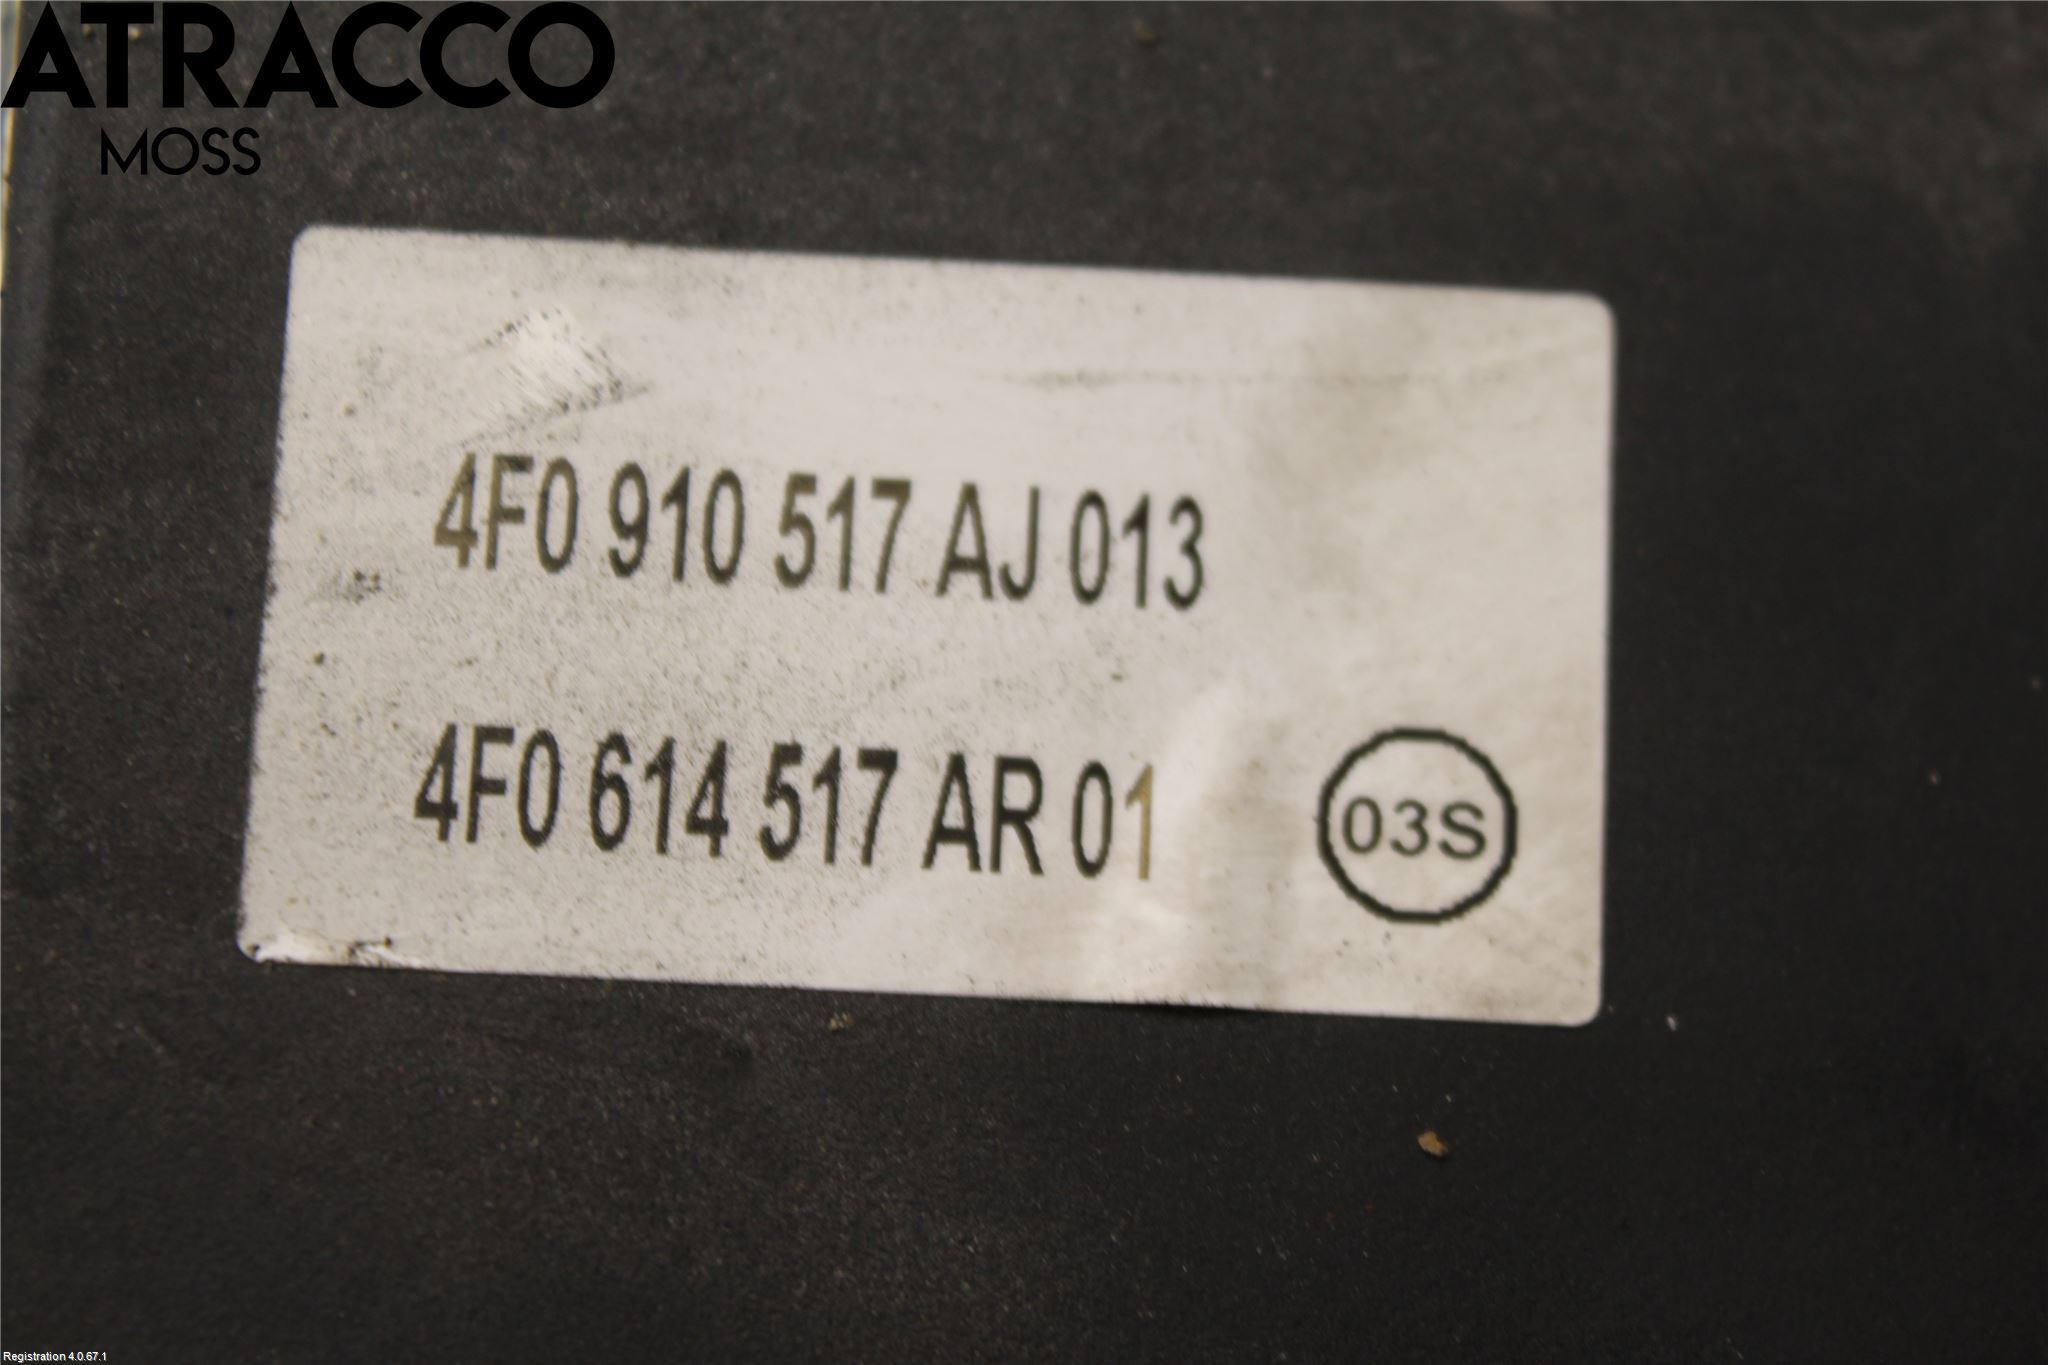 ATRACCO
MOSS
4F0 910 517 AJ 013
4F0 614 517 AR 01
03S
Registration 4.0.67.1